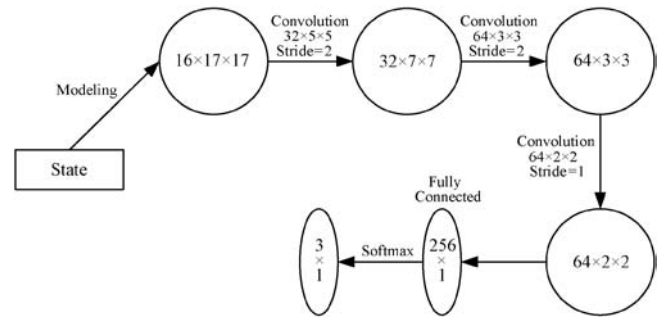 State
Modeling
16×17×17
Convolution
32×5×5
Stride=2
32×7×7
Convolution
64×3×3
Stride=2
64×3×3
Convolution
64×2×2
Stride=1
64×2×2
Fully
Connected
256
×
1
Softmax
3
×
1